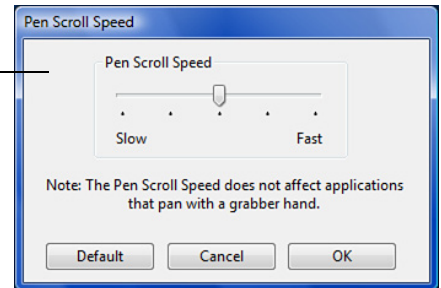 Pen Scroll Speed
Pen Scroll Speed
Slow Fast
Note: The Pen Scroll Speed does not affect applications
that pan with a grabber hand.
Default Cancel OK